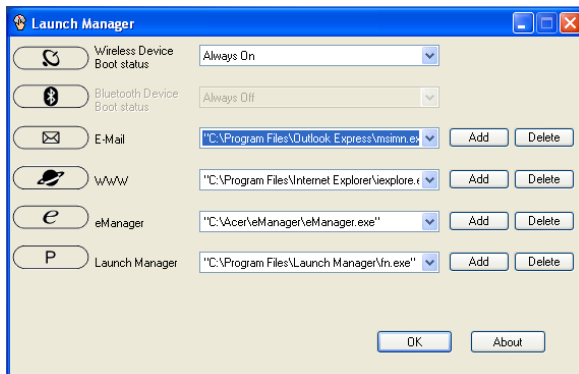 Launch Manager
Wireless Device
Boot status
Always On
Bluetooth Device
Boot status
Always Off
E-Mail
"C:\Program Files\Outlook Express\msimn.ex
Add
Delete
WWW
"C:\Program Files\Internet Explorer\iexplore.e
Add
Delete
e
eManager
"C:\Acer\eManager\eManager.exe"
Add
Delete
P
Launch Manager
"C:\Program Files\Launch Manager\fn.exe"
Add
Delete
OK
About